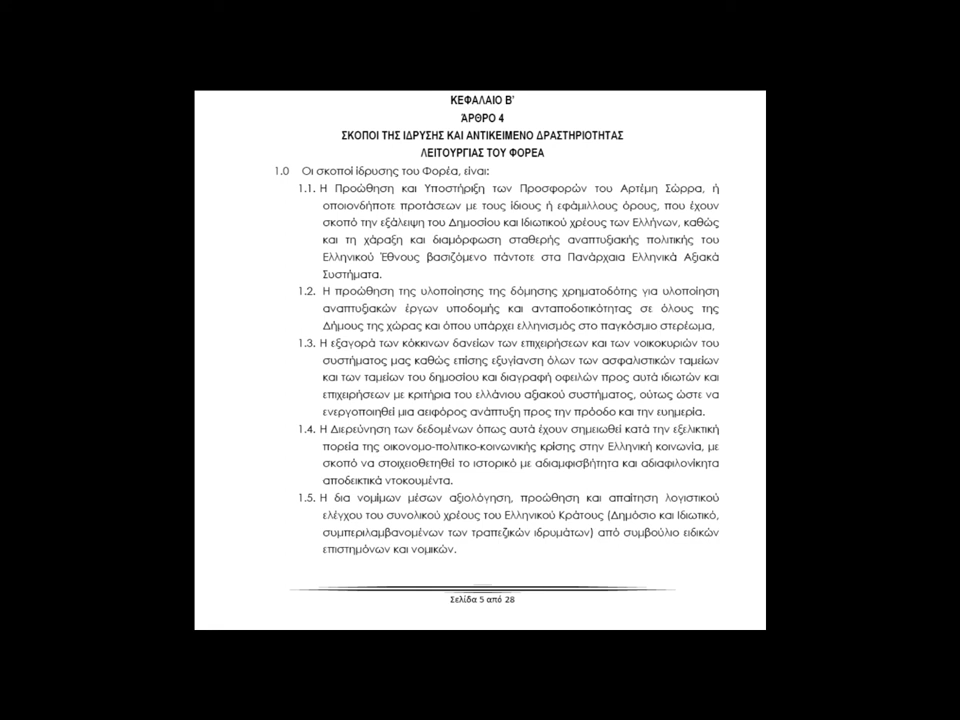 ΚΕΦΑΛΑΙΟ Β'
ΆΡΘΡΟ 4
ΣΚΟΠΟΙ ΤΗΣ ΙΔΡΥΣΗΣ ΚΑΙ ΑΝΤΙΚΕΙΜΕΝΟ ΔΡΑΣΤΗΡΙΟΤΗΤΑΣ
ΛΕΙΤΟΥΡΓΙΑΣ ΤΟΥ ΦΟΡΕΑ
1.0 Οι σκοποί ίδρυσης του Φορέα, είναι:
1.1. Η Προώθηση και Υποστήριξη των Προσφορών του Αρτέμη Σώρρα, ή
οποιονδήποτε προτάσεων με τους ίδιους ή εφάμιλλους όρους, που έχουν
σκοπό την εξάλειψη του Δημοσίου και Ιδιωτικού χρέους των Ελλήνων, καθώς
και τη χάραξη και διαμόρφωση σταθερής αναπτυξιακής πολιτικής του
Ελληνικού Έθνους βασιζόμενο πάντοτε στα Πανάρχαια Ελληνικά Αξιακά
Συστήματα.
1.2. Η προώθηση της υλοποίησης της δόμησης χρηματοδότης για υλοποίηση
αναπτυξιακών έργων υποδομής και ανταποδοτικότητας σε όλους της
Δήμους της χώρας και όπου υπάρχει ελληνισμός στο παγκόσμιο στερέωμα,
1.3. Η εξαγορά των κόκκινων δανείων των επιχειρήσεων και των νοικοκυριών του
συστήματος μας καθώς επίσης εξυγίανση όλων των ασφαλιστικών ταμείων
και των ταμείων του δημοσίου και διαγραφή οφειλών προς αυτά ιδιωτών και
επιχειρήσεων με κριτήρια του ελλάνιου αξιακού συστήματος, ούτως ώστε να
ενεργοποιηθεί μια αειφόρος ανάπτυξη προς την πρόοδο και την ευημερία.
1.4. Η Διερεύνηση των δεδομένων όπως αυτά έχουν σημειωθεί κατά την εξελικτική
πορεία της οικονομο-πολιτικο-κοινωνικής κρίσης στην Ελληνική κοινωνία, με
σκοπό να στοιχειοθετηθεί το ιστορικό με αδιαμφισβήτητα και αδιαφιλονίκητα
αποδεικτικά ντοκουμέντα.
1.5. Η δια νομίμων μέσων αξιολόγηση, προώθηση και απαίτηση λογιστικού
ελέγχου του συνολικού χρέους του Ελληνικού Κράτους (Δημόσιο και Ιδιωτικό,
συμπεριλαμβανομένων των τραπεζικών ιδρυμάτων) από συμβούλιο ειδικών
επιστημόνων και νομικών.
Σελίδα 5 από 28